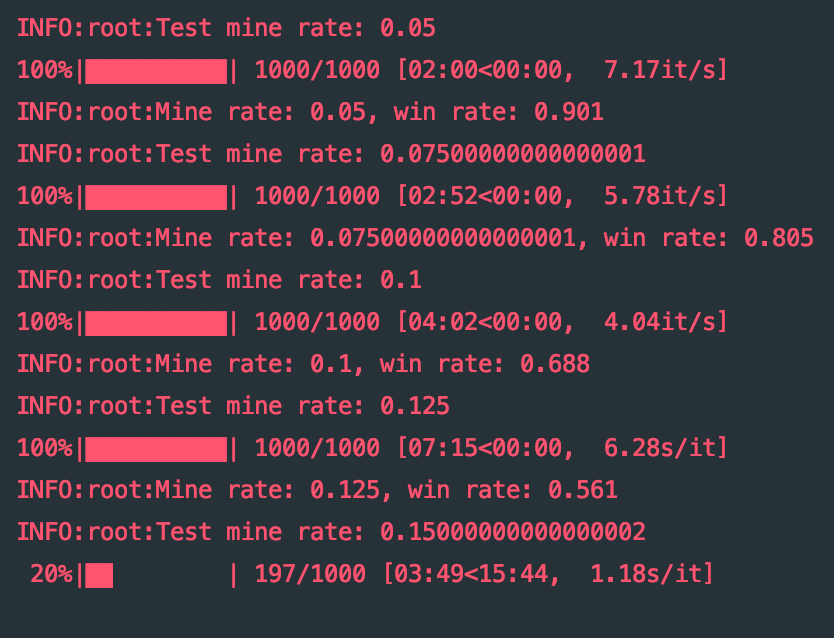 INFO:root:Test mine rate: 0.05
100%|██████████| 1000/1000 [02:00<00:00,  7.17it/s]
INFO:root:Mine rate: 0.05, win rate: 0.901
INFO:root:Test mine rate: 0.07500000000000001
100%|██████████| 1000/1000 [02:52<00:00,  5.78it/s]
INFO:root:Mine rate: 0.07500000000000001, win rate: 0.805
INFO:root:Test mine rate: 0.1
100%|██████████| 1000/1000 [04:02<00:00,  4.04it/s]
INFO:root:Mine rate: 0.1, win rate: 0.688
INFO:root:Test mine rate: 0.125
100%|██████████| 1000/1000 [07:15<00:00,  6.28s/it]
INFO:root:Mine rate: 0.125, win rate: 0.561
INFO:root:Test mine rate: 0.15000000000000002
 20%|██        | 197/1000 [03:49<15:44,  1.18s/it]